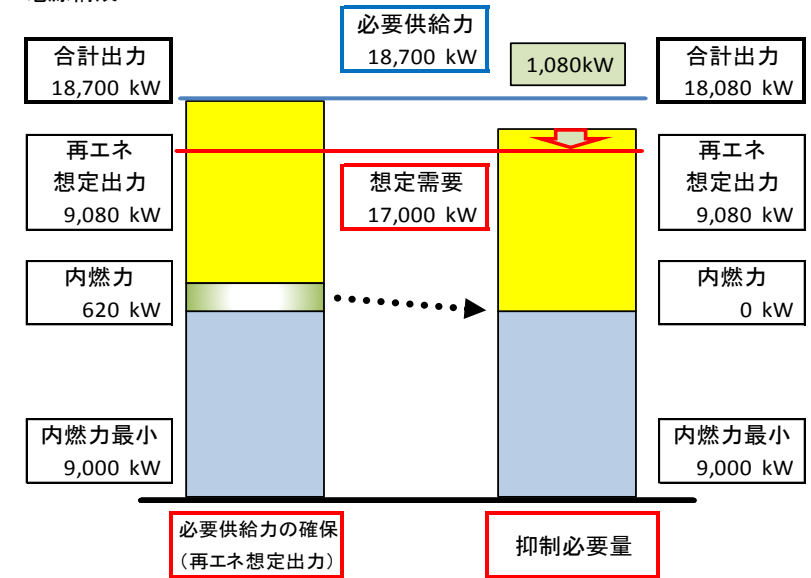 必要供給力
18,700 kW
1,080kW
合計出力
18,700 kW
合計出力
18,080 kW
再エネ
想定出力
9,080 kW
想定需要
17,000 kW
再エネ
想定出力
9,080 kW
内燃力
620 kW
内燃力
0 kW
内燃力最小
9,000 kW
内燃力最小
9,000 kW
必要供給力の確保
（再エネ想定出力）
抑制必要量